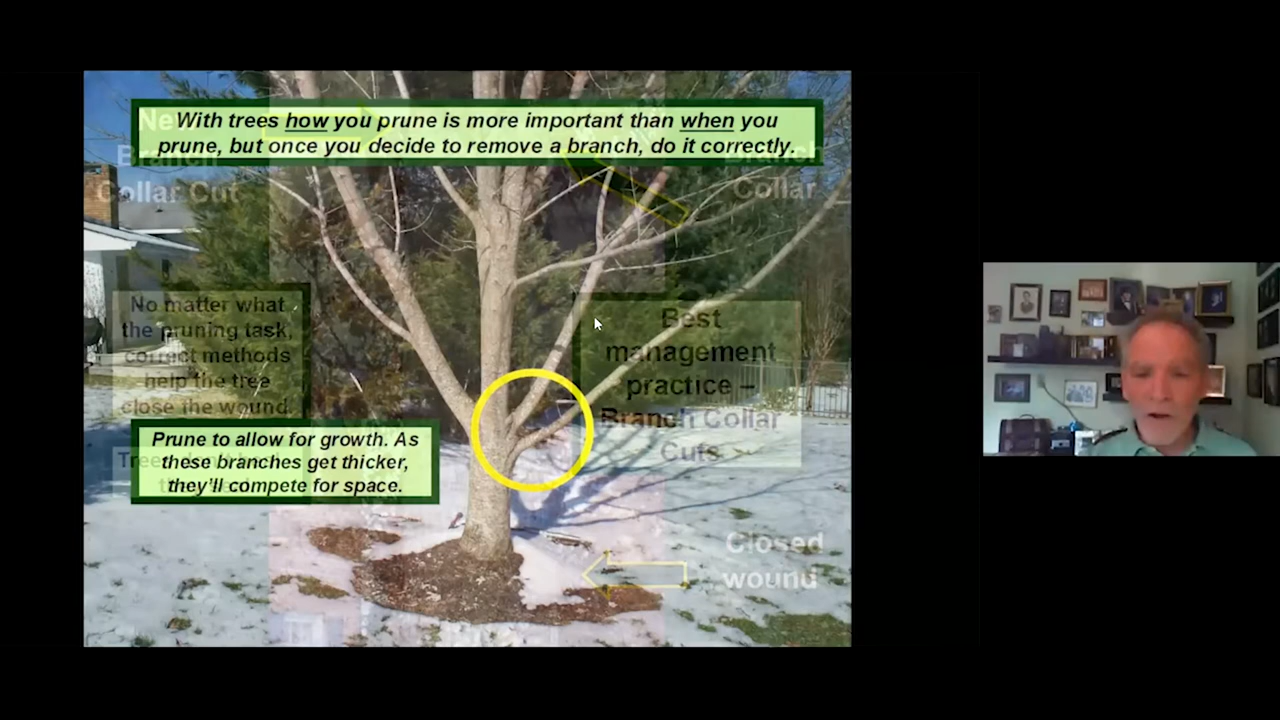 With trees how you prune is more important than when you
prune, but once you decide to remove a branch, do it correctly.
New
Branch
Collar Cut
Branch
Collar
No matter what
the pruning task,
correct methods
help the tree
close the wound.
Best
management
practice –
Branch Collar
Cuts
Prune to allow for growth. As
these branches get thicker,
they'll compete for space.
Closed
wound